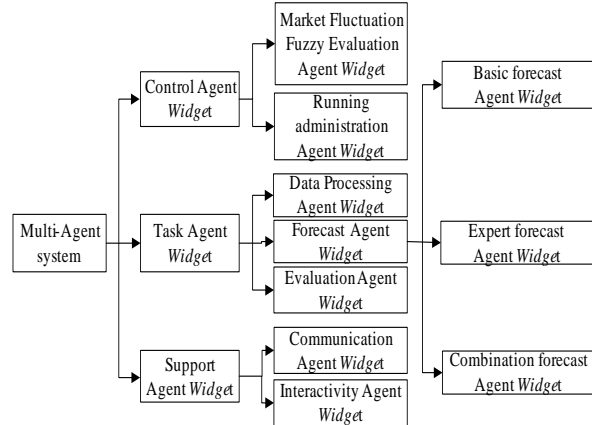 Multi-Agent
system
Control Agent
Widget
Task Agent
Widget
Support
Agent Widget
Market Fluctuation
Fuzzy Evaluation
Agent Widget
Running
administration
Agent Widget
Data Processing
Agent Widget
Forecast Agent
Widget
Evaluation Agent
Widget
Communication
Agent Widget
Interactivity Agent
Widget
Basic forecast
Agent Widget
Expert forecast
Agent Widget
Combination forecast
Agent Widget